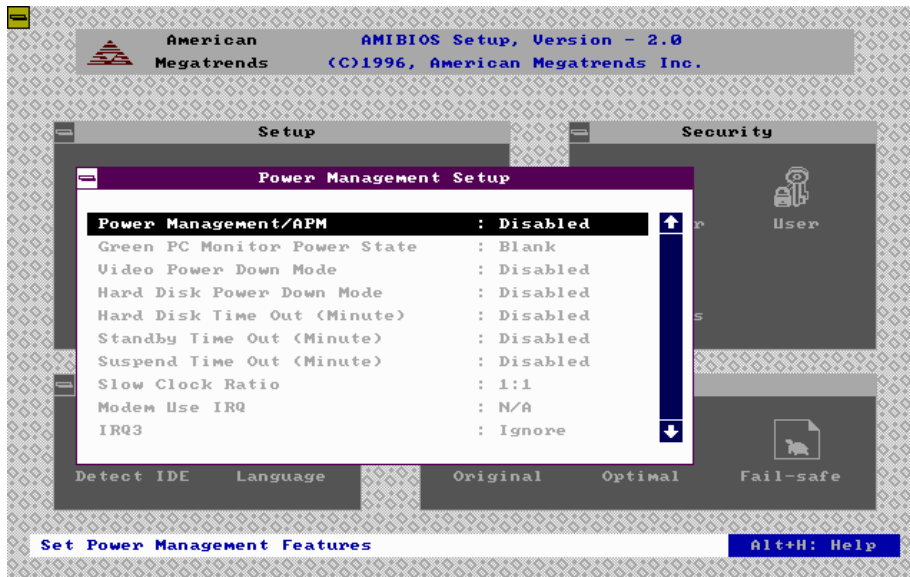 American AMIBIOS Setup, Version - 2.0
Megatrends (C)1996, American Megatrends Inc.
Setup
Security
Power Management Setup
Power Management/APM : Disabled
Green PC Monitor Power State : Blank
Video Power Down Mode : Disabled
Hard Disk Power Down Mode : Disabled
Hard Disk Time Out (Minute) : Disabled
Standby Time Out (Minute) : Disabled
Suspend Time Out (Minute) : Disabled
Slow Clock Ratio : 1:1
Modem Use IRQ : N/A
IRQ3 : Ignore
User
Detect IDE Language Original Optimal Fail-safe
Set Power Management Features Alt+H: Help